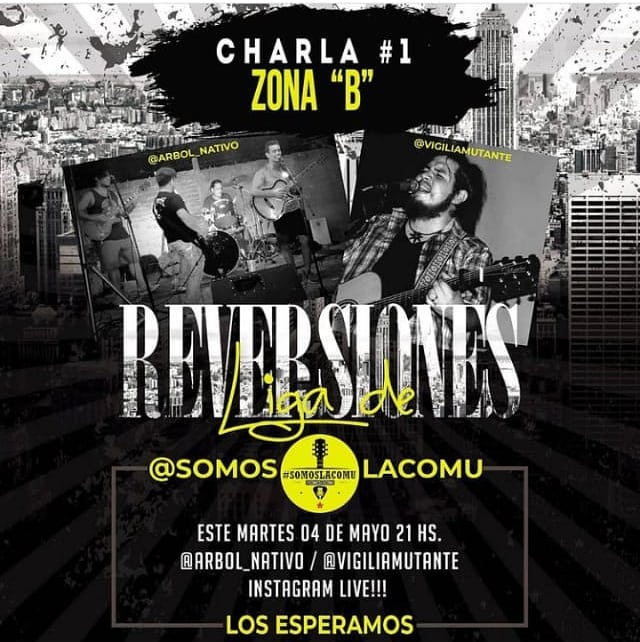 CHARLA #1
ZONA "B"
@ARBOL_NATIVO
@VIGILIAMUTANTE
REVERSIONES
Liga de
@SOMOS LACOMU
#SOMOSLACOMU
ESTE MARTES 04 DE MAYO 21 HS.
@ARBOL_NATIVO / @VIGILIAMUTANTE
INSTAGRAM LIVE!!!
LOS ESPERAMOS